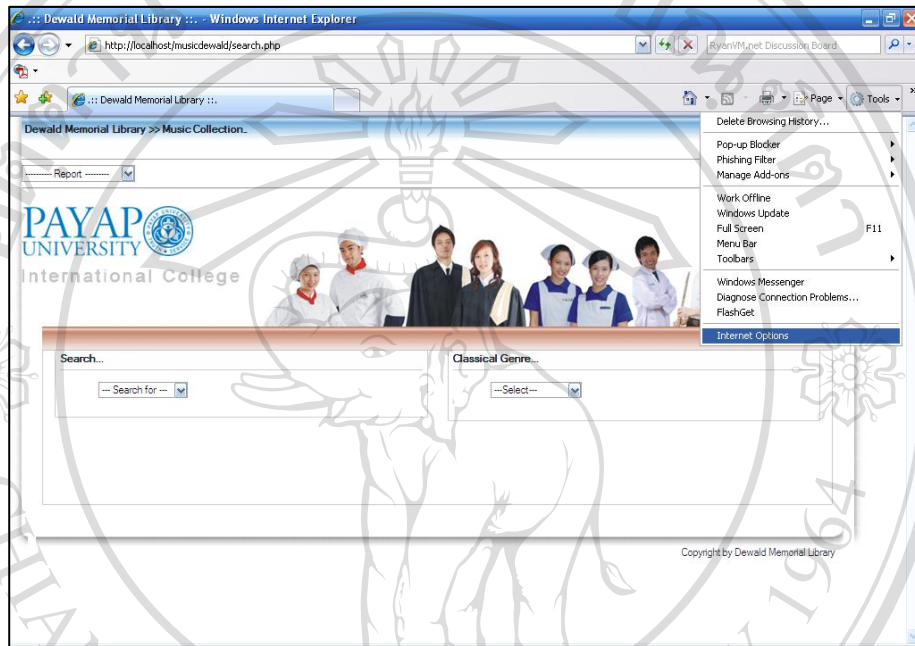 .:: Dewald Memorial Library ::. - Windows Internet Explorer
http://localhost/musicdewald/search.php
RyanVM.net Discussion Board
.:: Dewald Memorial Library ::.
Page
Tools
»
Dewald Memorial Library >> Music Collection..
---------- Report ---------
PAYAP
UNIVERSITY
International College
Delete Browsing History...
Pop-up Blocker
Phishing Filter
Manage Add-ons
Work Offline
Windows Update
Full Screen F11
Menu Bar
Toolbars
Windows Messenger
Diagnose Connection Problems...
FlashGet
Internet Options
Search...
Classical Genre...
--- Search for ---
---Select---
Copyright by Dewald Memorial Library
1964